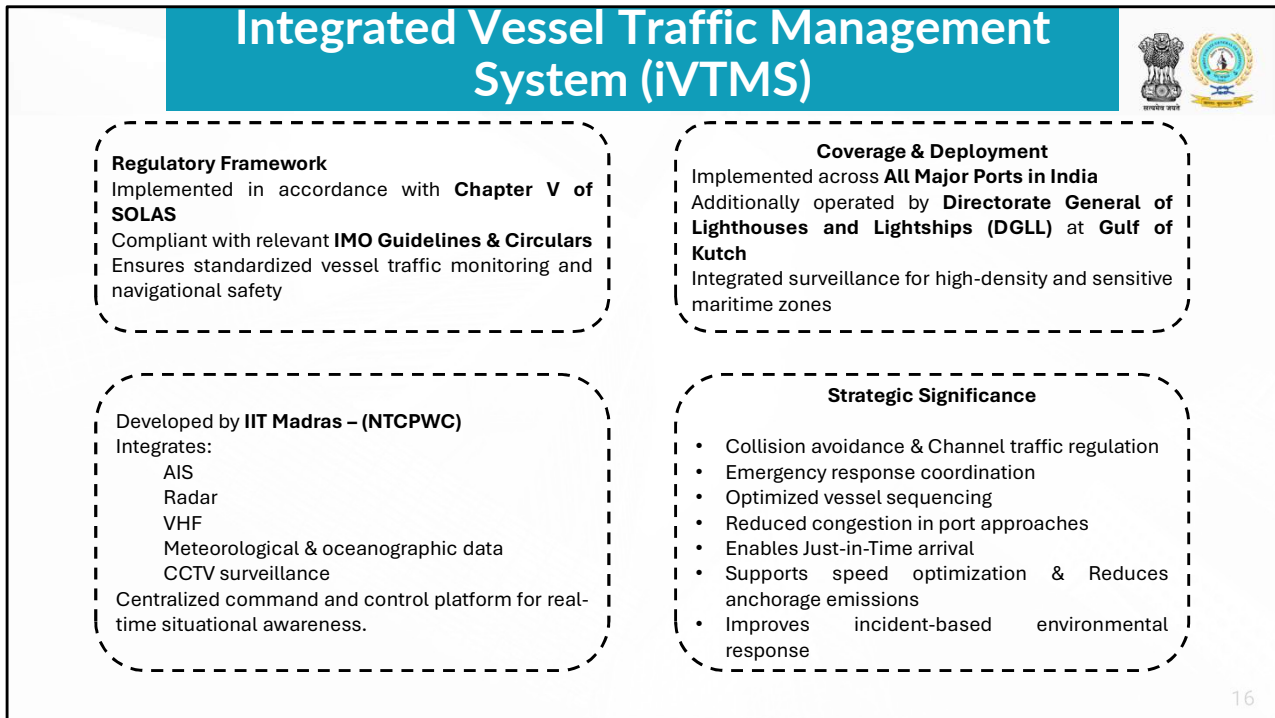 Integrated Vessel Traffic Management
System (iVTMS)
सत्यमेव जयते
Regulatory Framework
Implemented in accordance with Chapter V of
SOLAS
Compliant with relevant IMO Guidelines & Circulars
Ensures standardized vessel traffic monitoring and
navigational safety
Coverage & Deployment
Implemented across All Major Ports in India
Additionally operated by Directorate General of
Lighthouses and Lightships (DGLL) at Gulf of
Kutch
Integrated surveillance for high-density and sensitive
maritime zones
Developed by IIT Madras – (NTCPWC)
Integrates:
AIS
Radar
VHF
Meteorological & oceanographic data
CCTV surveillance
Centralized command and control platform for real-
time situational awareness.
Strategic Significance
• Collision avoidance & Channel traffic regulation
• Emergency response coordination
• Optimized vessel sequencing
• Reduced congestion in port approaches
• Enables Just-in-Time arrival
• Supports speed optimization & Reduces
anchorage emissions
• Improves incident-based environmental
response
16